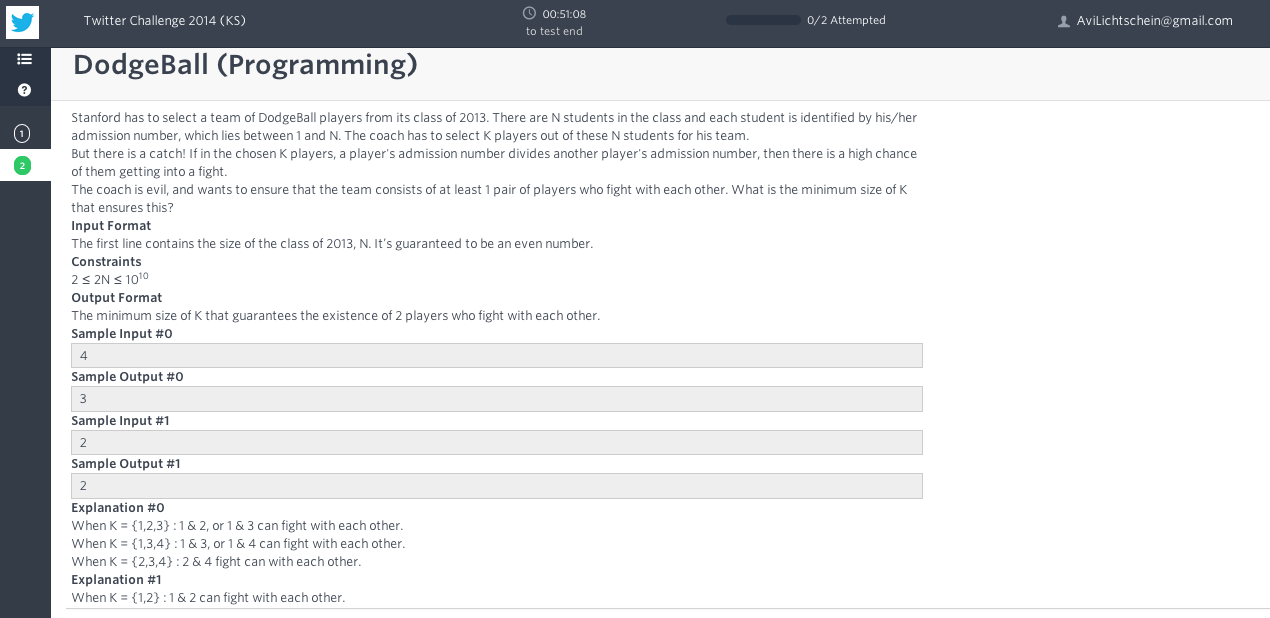 Twitter Challenge 2014 (KS)
00:51:08
to test end
0/2 Attempted
AviLichtschein@gmail.com
DodgeBall (Programming)
1
2
Stanford has to select a team of DodgeBall players from its class of 2013. There are N students in the class and each student is identified by his/her
admission number, which lies between 1 and N. The coach has to select K players out of these N students for his team.
But there is a catch! If in the chosen K players, a player's admission number divides another player's admission number, then there is a high chance
of them getting into a fight.
The coach is evil, and wants to ensure that the team consists of at least 1 pair of players who fight with each other. What is the minimum size of K
that ensures this?
Input Format
The first line contains the size of the class of 2013, N. It's guaranteed to be an even number.
Constraints
2 ≤ 2N ≤ 10¹⁰
Output Format
The minimum size of K that guarantees the existence of 2 players who fight with each other.
Sample Input #0
4
Sample Output #0
3
Sample Input #1
2
Sample Output #1
2
Explanation #0
When K = {1,2,3} : 1 & 2, or 1 & 3 can fight with each other.
When K = {1,3,4} : 1 & 3, or 1 & 4 can fight with each other.
When K = {2,3,4} : 2 & 4 fight can with each other.
Explanation #1
When K = {1,2} : 1 & 2 can fight with each other.